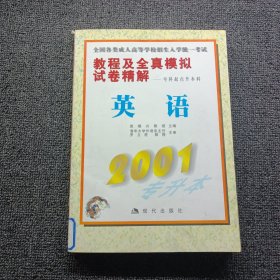 全国各类成人高等学校招生入学统一考试
教程及全真模拟
试卷精解
——专科起点升本科
英语
2001
专升本
现代出版社